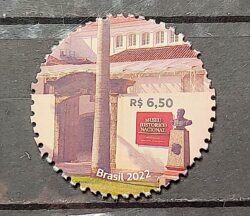 R$ 6,50
MUSEU
HISTÓRICO
NACIONAL
Brasil 2022